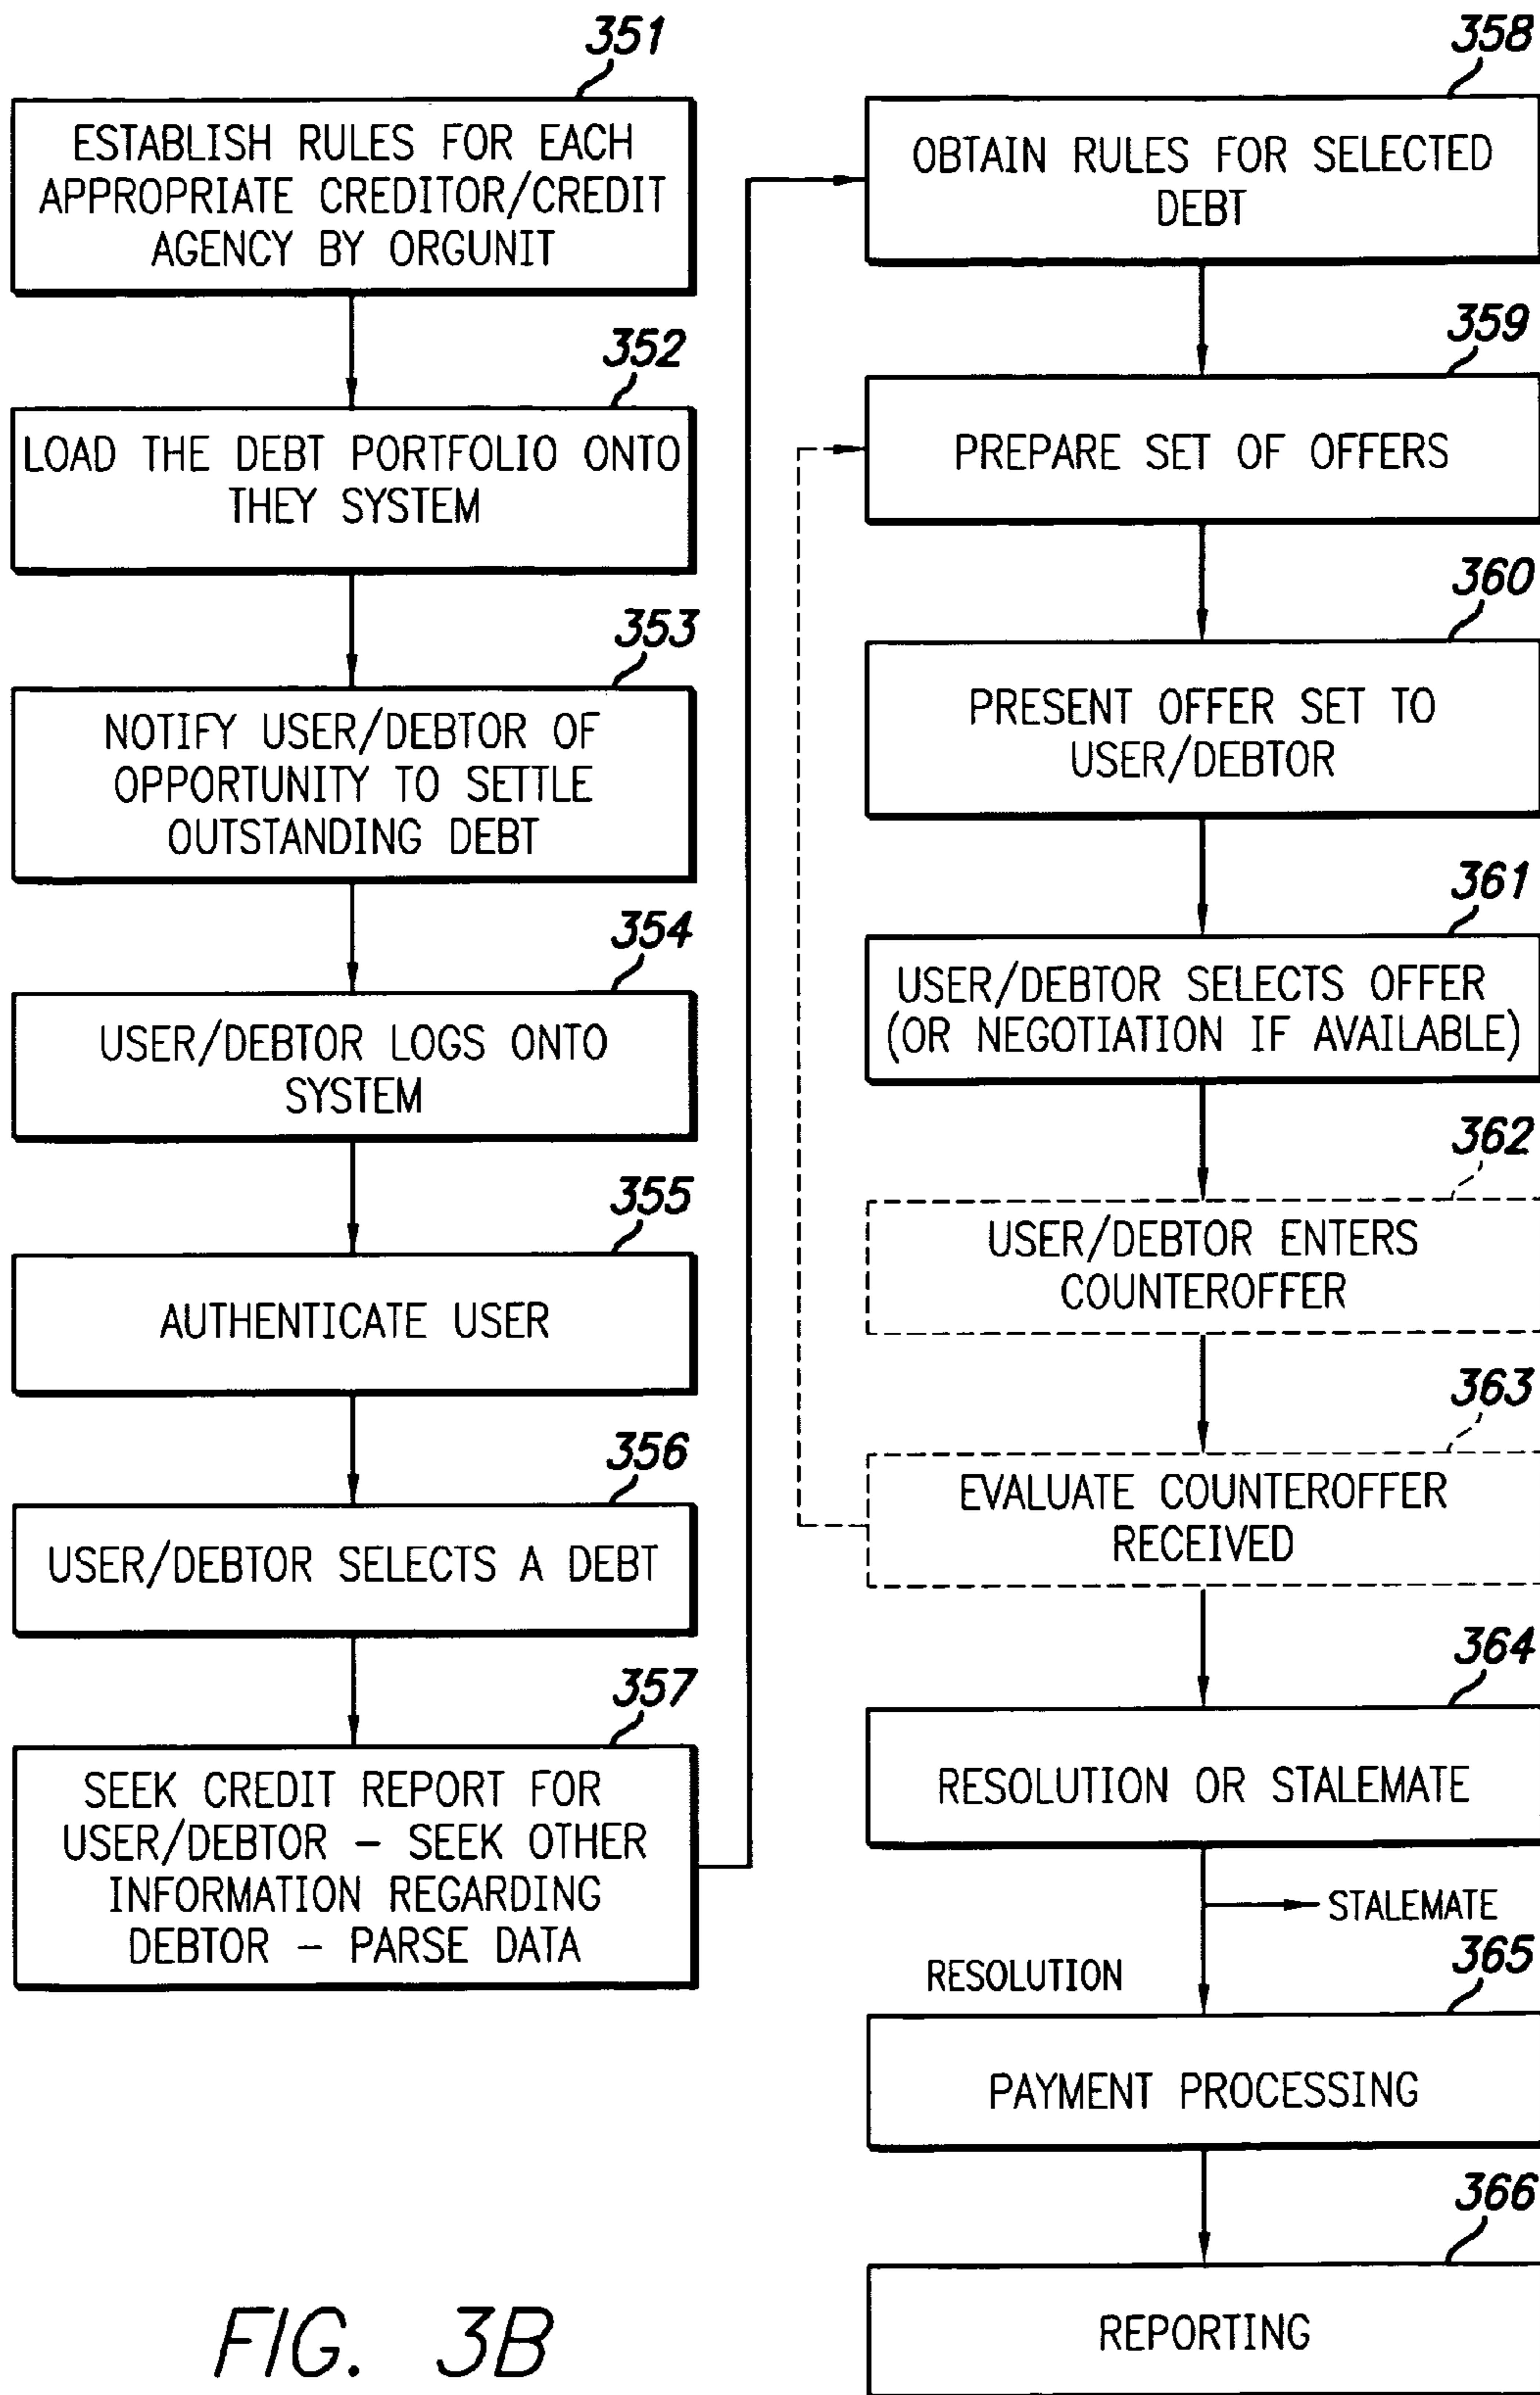 351
ESTABLISH RULES FOR EACH
APPROPRIATE CREDITOR/CREDIT
AGENCY BY ORGUNIT
352
LOAD THE DEBT PORTFOLIO ONTO
THEY SYSTEM
353
NOTIFY USER/DEBTOR OF
OPPORTUNITY TO SETTLE
OUTSTANDING DEBT
354
USER/DEBTOR LOGS ONTO
SYSTEM
355
AUTHENTICATE USER
356
USER/DEBTOR SELECTS A DEBT
357
SEEK CREDIT REPORT FOR
USER/DEBTOR – SEEK OTHER
INFORMATION REGARDING
DEBTOR – PARSE DATA
358
OBTAIN RULES FOR SELECTED
DEBT
359
PREPARE SET OF OFFERS
360
PRESENT OFFER SET TO
USER/DEBTOR
361
USER/DEBTOR SELECTS OFFER
(OR NEGOTIATION IF AVAILABLE)
362
USER/DEBTOR ENTERS
COUNTEROFFER
363
EVALUATE COUNTEROFFER
RECEIVED
364
RESOLUTION OR STALEMATE
STALEMATE
RESOLUTION
365
PAYMENT PROCESSING
366
REPORTING
FIG. 3B